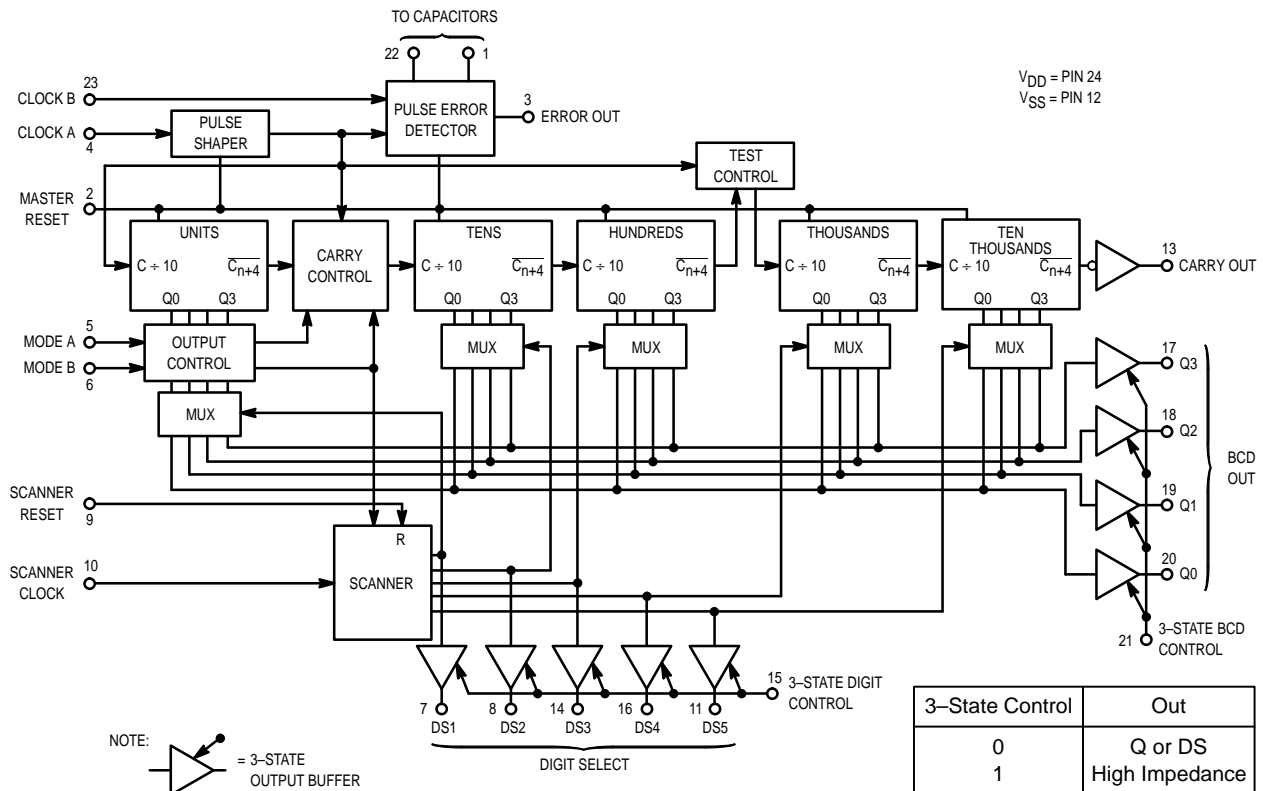 TO CAPACITORS
22
1
VDD = PIN 24
VSS = PIN 12
23
CLOCK B
PULSE ERROR
DETECTOR
3
ERROR OUT
CLOCK A
4
PULSE
SHAPER
TEST
CONTROL
MASTER
RESET
2
UNITS
C ÷ 10
Cn+4
Q0
Q3
CARRY
CONTROL
TENS
C ÷ 10
Cn+4
Q0
Q3
HUNDREDS
C ÷ 10
Cn+4
Q0
Q3
THOUSANDS
C ÷ 10
Cn+4
Q0
Q3
TEN
THOUSANDS
C ÷ 10
Cn+4
Q0
Q3
13
CARRY OUT
5
MODE A
MODE B
6
OUTPUT
CONTROL
MUX
MUX
MUX
MUX
MUX
17
Q3
18
Q2
19
Q1
20
Q0
BCD
OUT
SCANNER
RESET
9
R
SCANNER
SCANNER
CLOCK
10
21
3–STATE BCD
CONTROL
15
3–STATE DIGIT
CONTROL
7
DS1
8
DS2
14
DS3
16
DS4
11
DS5
DIGIT SELECT
NOTE:
= 3–STATE
OUTPUT BUFFER
3–State Control Out
0 Q or DS
1 High Impedance